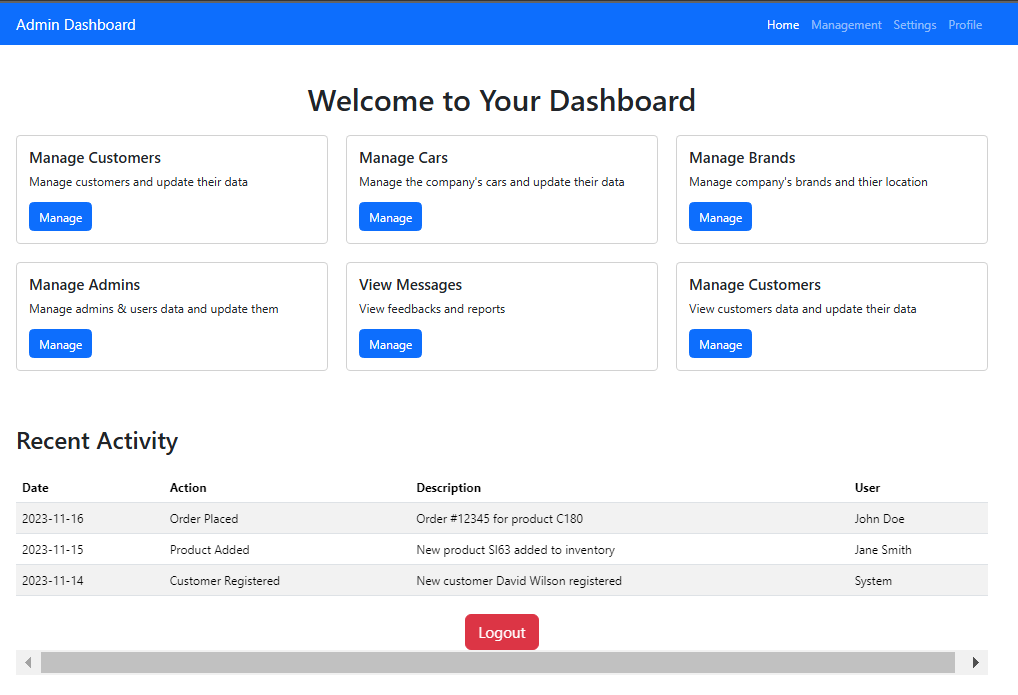 Admin Dashboard Home Management Settings Profile
Welcome to Your Dashboard
Manage Customers
Manage customers and update their data
Manage
Manage Cars
Manage the company's cars and update their data
Manage
Manage Brands
Manage company's brands and thier location
Manage
Manage Admins
Manage admins & users data and update them
Manage
View Messages
View feedbacks and reports
Manage
Manage Customers
View customers data and update their data
Manage
Recent Activity
Date Action Description User
2023-11-16 Order Placed Order #12345 for product C180 John Doe
2023-11-15 Product Added New product Sl63 added to inventory Jane Smith
2023-11-14 Customer Registered New customer David Wilson registered System
Logout